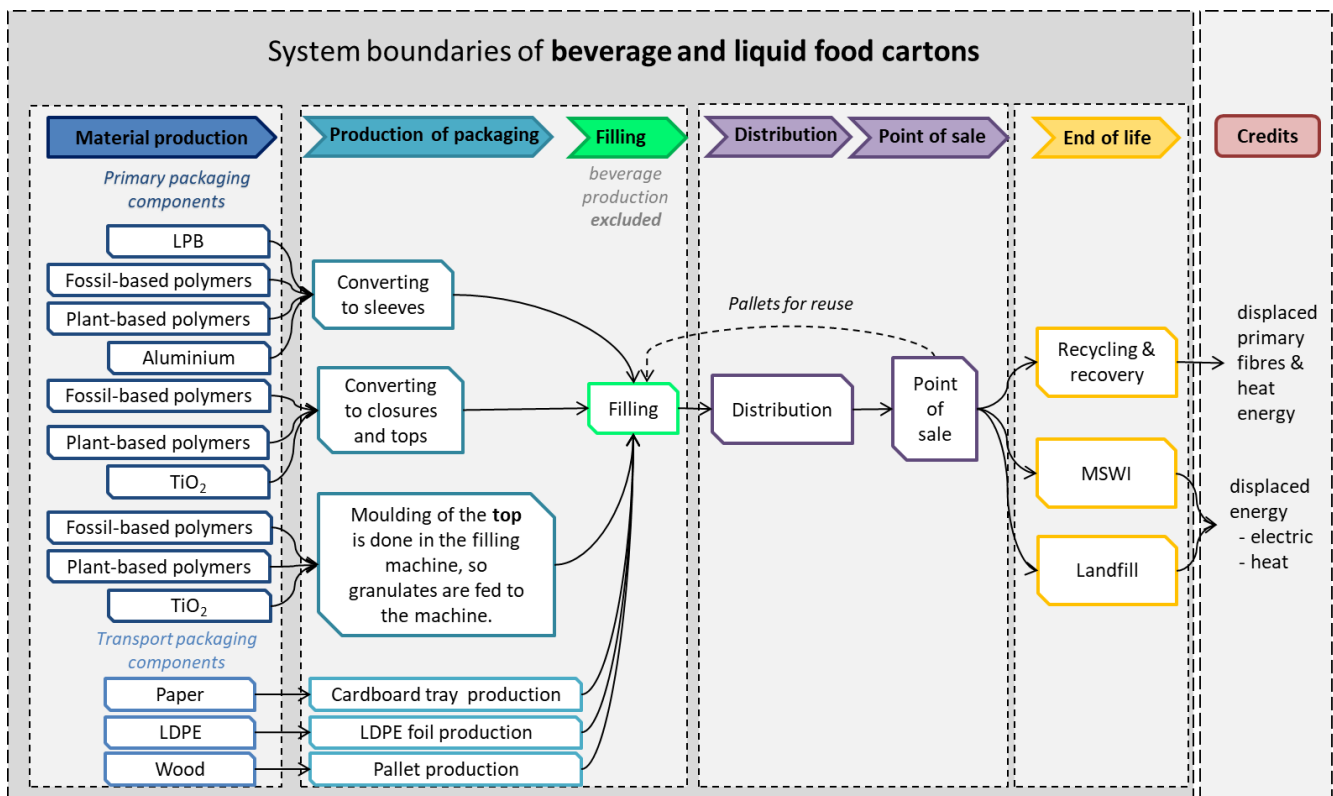 System boundaries of beverage and liquid food cartons
Material production
Production of packaging
Filling
Distribution
Point of sale
End of life
Credits
Primary packaging
components
beverage
production
excluded
LPB
Fossil-based polymers
Plant-based polymers
Aluminium
Fossil-based polymers
Plant-based polymers
TiO₂
Fossil-based polymers
Plant-based polymers
TiO₂
Transport packaging
components
Paper
LDPE
Wood
Converting
to sleeves
Converting
to closures
and tops
Moulding of the top
is done in the filling
machine, so
granulates are fed to
the machine.
Cardboard tray production
LDPE foil production
Pallet production
Filling
Pallets for reuse
Distribution
Point
of
sale
Recycling &
recovery
MSWI
Landfill
displaced
primary
fibres &
heat
energy
displaced
energy
- electric
- heat